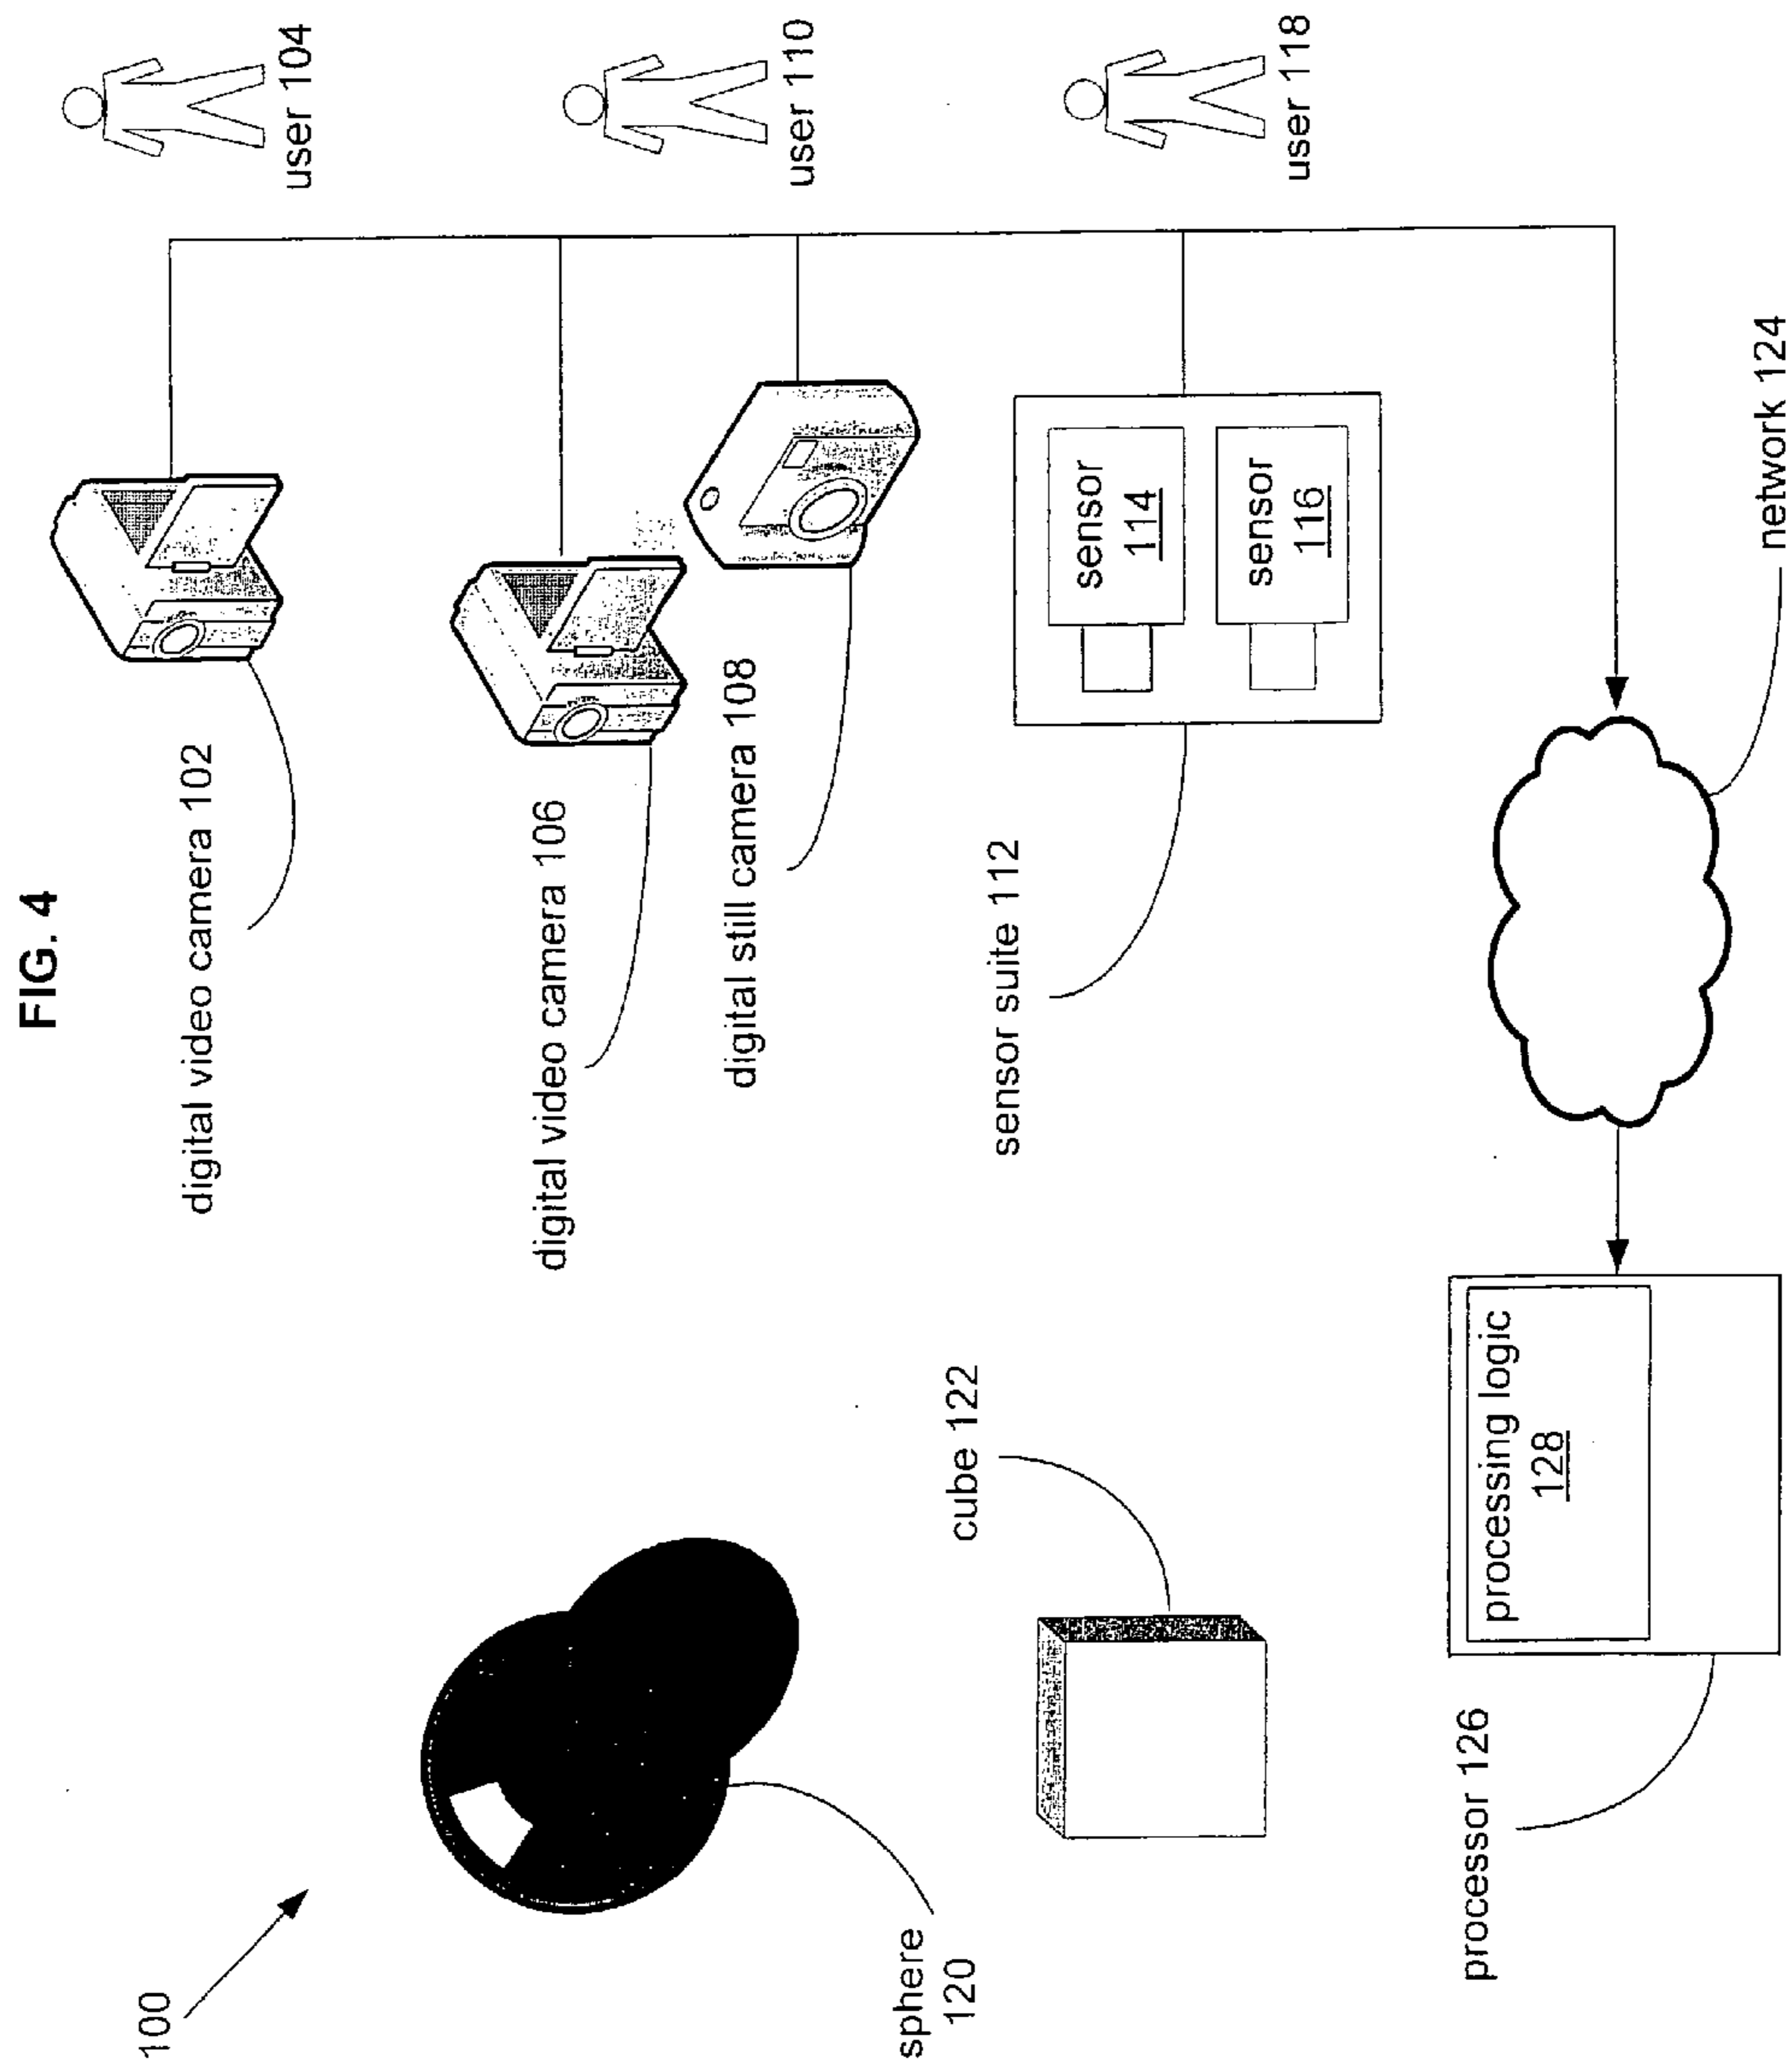 FIG. 4
100
digital video camera 102
user 104
digital video camera 106
digital still camera 108
user 110
sphere
120
cube 122
sensor suite 112
sensor
114
sensor
116
user 118
processor 126
processing logic
128
network 124